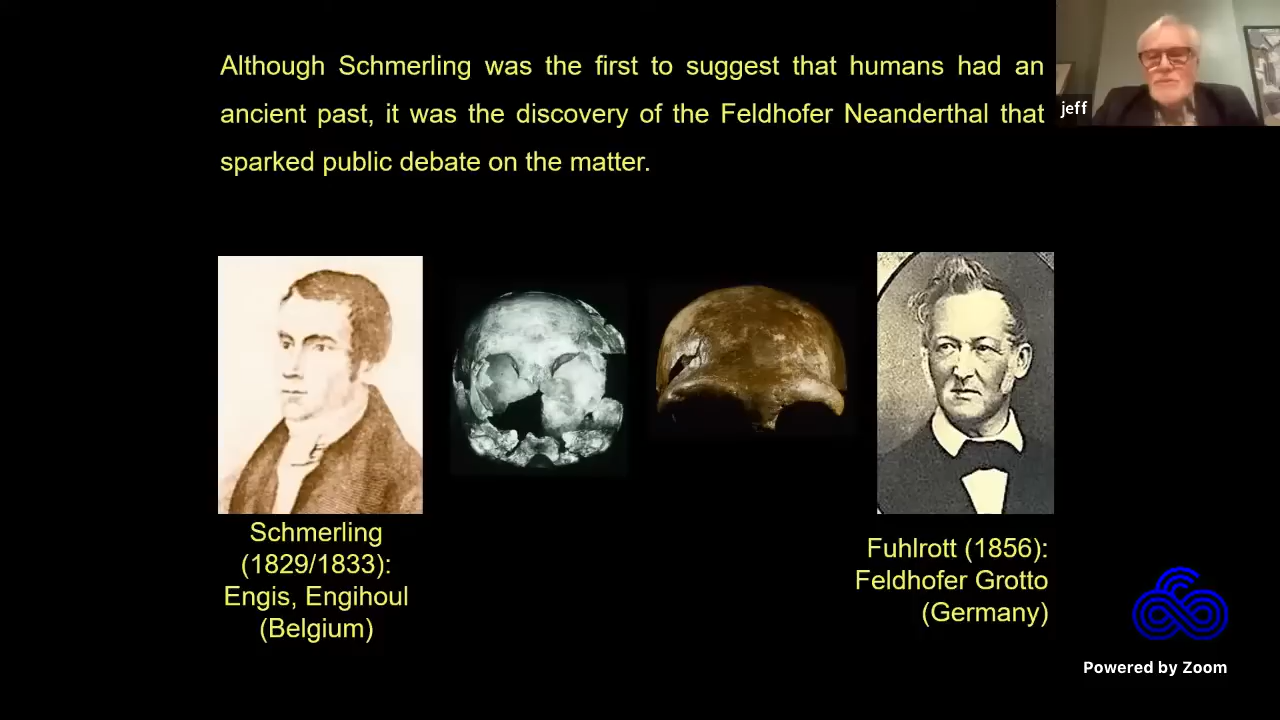 Although Schmerling was the first to suggest that humans had an
ancient past, it was the discovery of the Feldhofer Neanderthal that
sparked public debate on the matter.
jeff
Schmerling
(1829/1833):
Engis, Engihoul
(Belgium)
Fuhlrott (1856):
Feldhofer Grotto
(Germany)
Powered by Zoom